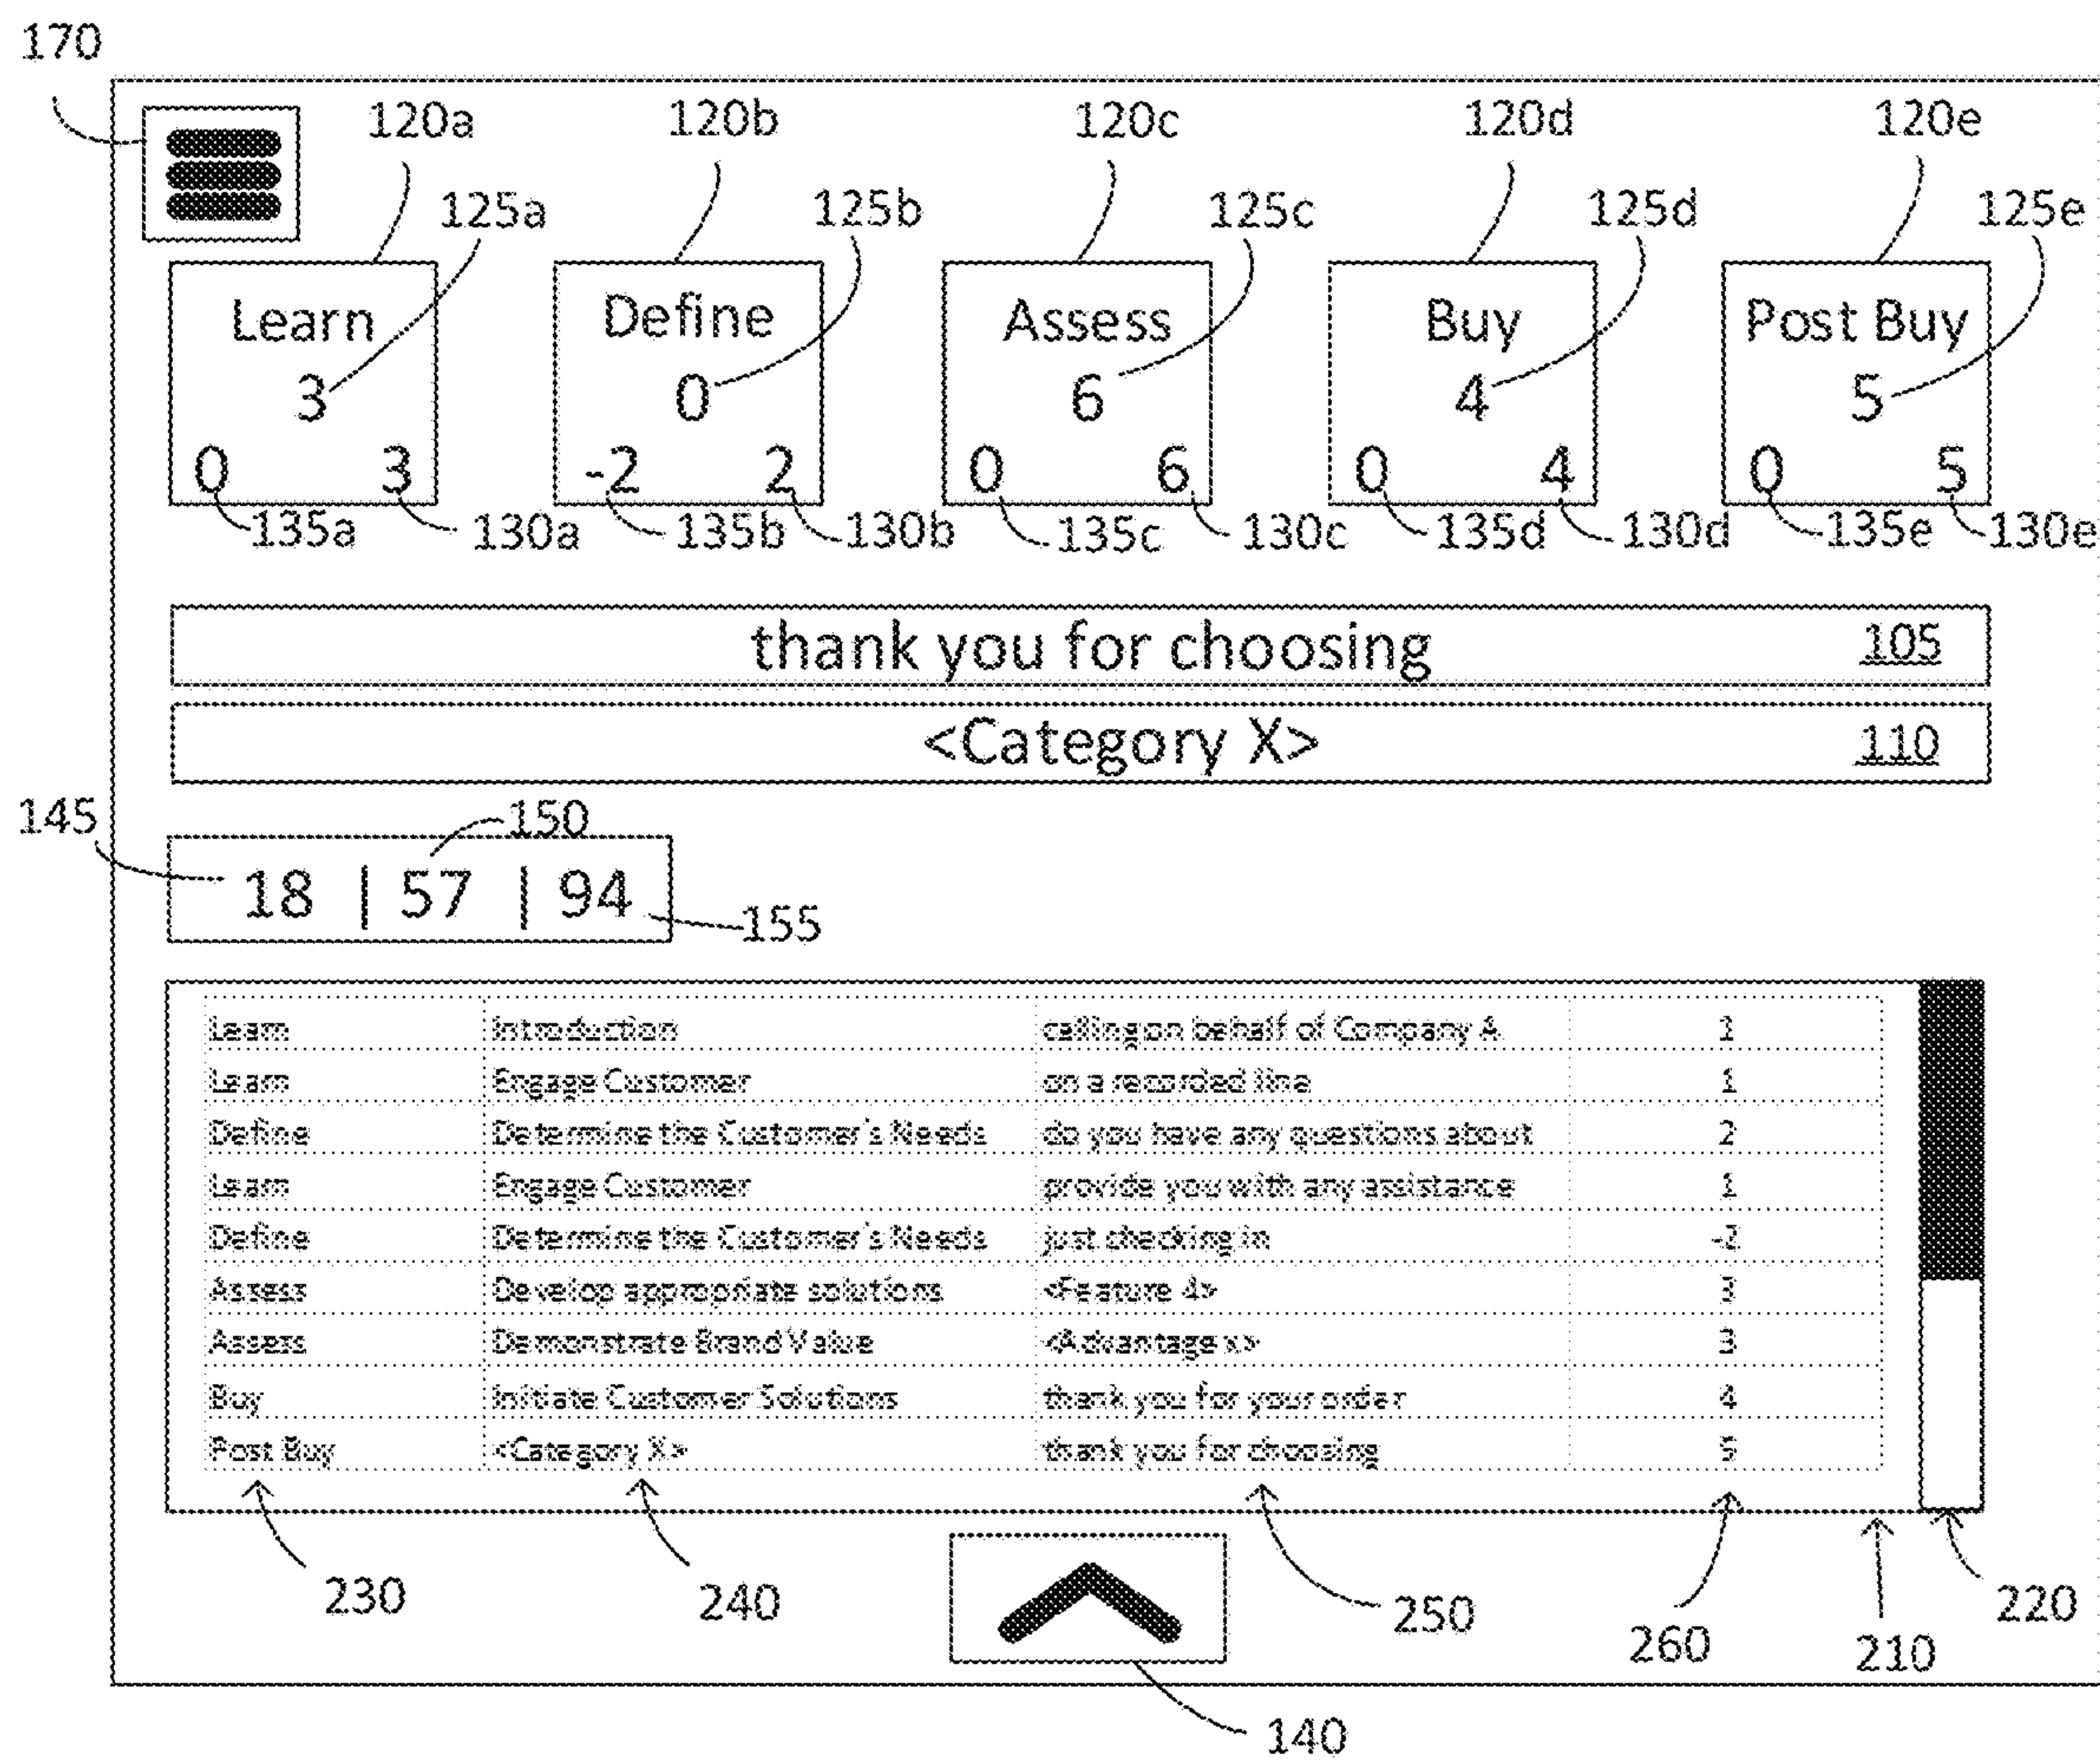 170
120a 120b 120c 120d 120e
125a 125b 125c 125d 125e
Learn Define Assess Buy Post Buy
3 0 6 4 5
0 3 -2 2 0 6 0 4 0 5
135a 130a 135b 130b 135c 130c 135d 130d 135e 130e
thank you for choosing 105
<Category X> 110
145 150
18 | 57 | 94
155
Learn Introduction calling on behalf of Company A 1
Learn Engage Customer on a recorded line 1
Define Determine the Customer's Needs do you have any questions about 2
Learn Engage Customer provide you with any assistance 1
Define Determine the Customer's Needs just checking in -2
Assess Develop appropriate solutions <Feature 4> 3
Assess Demonstrate Brand Value <Advantage x> 3
Buy Initiate Customer Solutions thank you for your order 4
Post Buy <Category X> thank you for choosing 5
230 240 250 260 210 220
140